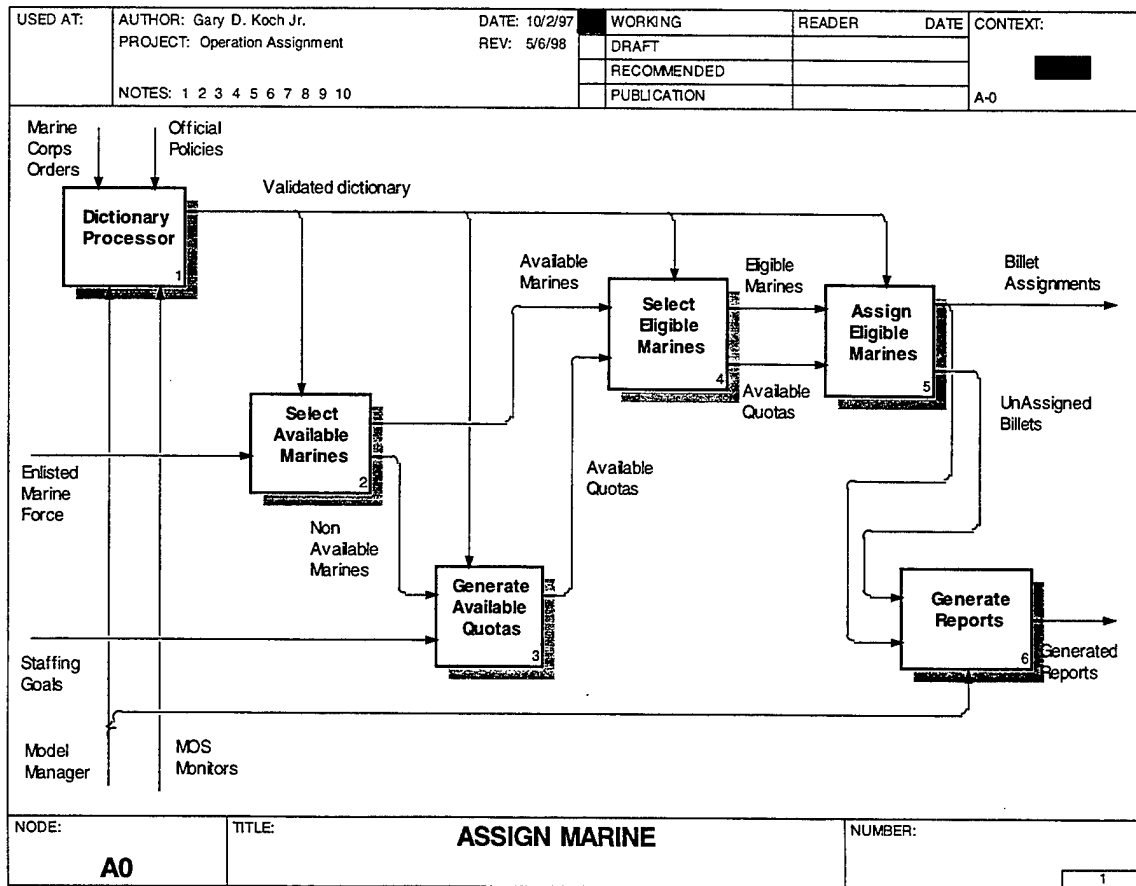 USED AT:
AUTHOR: Gary D. Koch Jr.
DATE: 10/2/97
PROJECT: Operation Assignment
REV: 5/6/98
NOTES: 1 2 3 4 5 6 7 8 9 10
WORKING
DRAFT
RECOMMENDED
PUBLICATION
READER
DATE
CONTEXT:
A-0
Marine
Corps
Orders
Official
Policies
Validated dictionary
Dictionary
Processor
1
Available
Marines
Eligible
Marines
Billet
Assignments
Select
Eligible
Marines
4
Assign
Eligible
Marines
5
Available
Quotas
UnAssigned
Billets
Select
Available
Marines
2
Enlisted
Marine
Force
Available
Quotas
Non
Available
Marines
Generate
Available
Quotas
3
Generate
Reports
6
Generated
Reports
Staffing
Goals
Model
Manager
MOS
Monitors
NODE:
A0
TITLE:
ASSIGN MARINE
NUMBER:
1